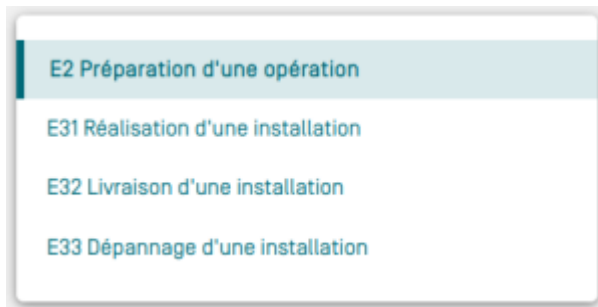 E2 Préparation d'une opération
E31 Réalisation d'une installation
E32 Livraison d'une installation
E33 Dépannage d'une installation